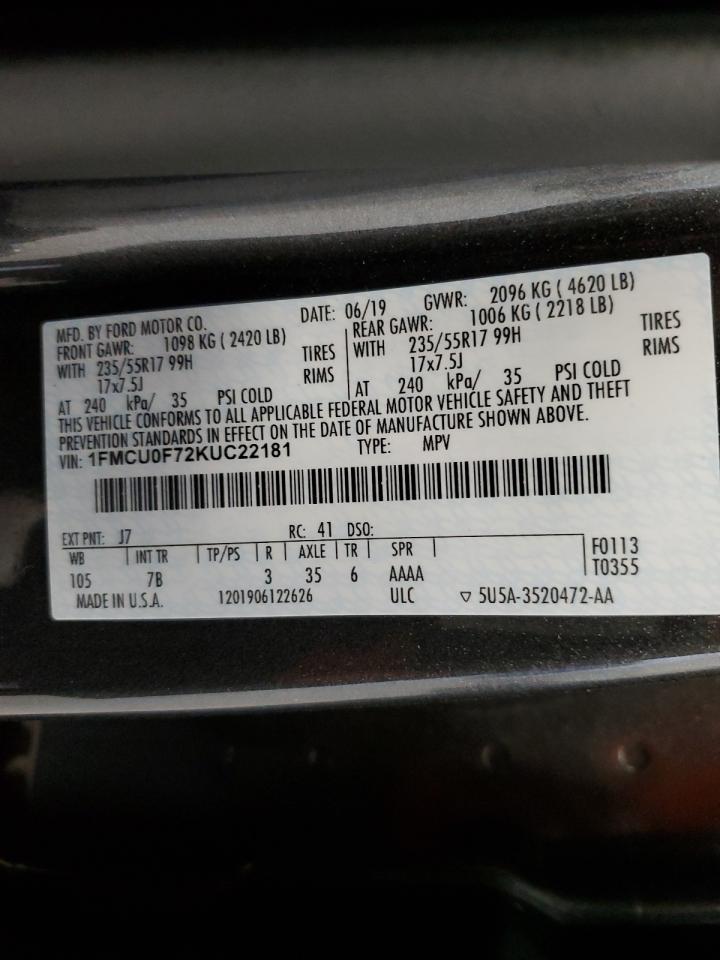 MFD. BY FORD MOTOR CO. DATE: 06/19 GVWR: 2096 KG ( 4620 LB)
FRONT GAWR: 1098 KG ( 2420 LB) REAR GAWR: 1006 KG ( 2218 LB)
WITH 235/55R17 99H TIRES WITH 235/55R17 99H TIRES
17x7.5J RIMS 17x7.5J RIMS
AT 240 kPa/ 35 PSI COLD AT 240 kPa/ 35 PSI COLD
THIS VEHICLE CONFORMS TO ALL APPLICABLE FEDERAL MOTOR VEHICLE SAFETY AND THEFT
PREVENTION STANDARDS IN EFFECT ON THE DATE OF MANUFACTURE SHOWN ABOVE.
VIN: 1FMCU0F72KUC22181 TYPE: MPV
EXT PNT: J7 RC: 41 DSO:
WB INT TR TP/PS R AXLE TR SPR F0113
105 7B 3 35 6 AAAA T0355
MADE IN U.S.A. 1201906122626 ULC ▽ 5U5A-3520472-AA